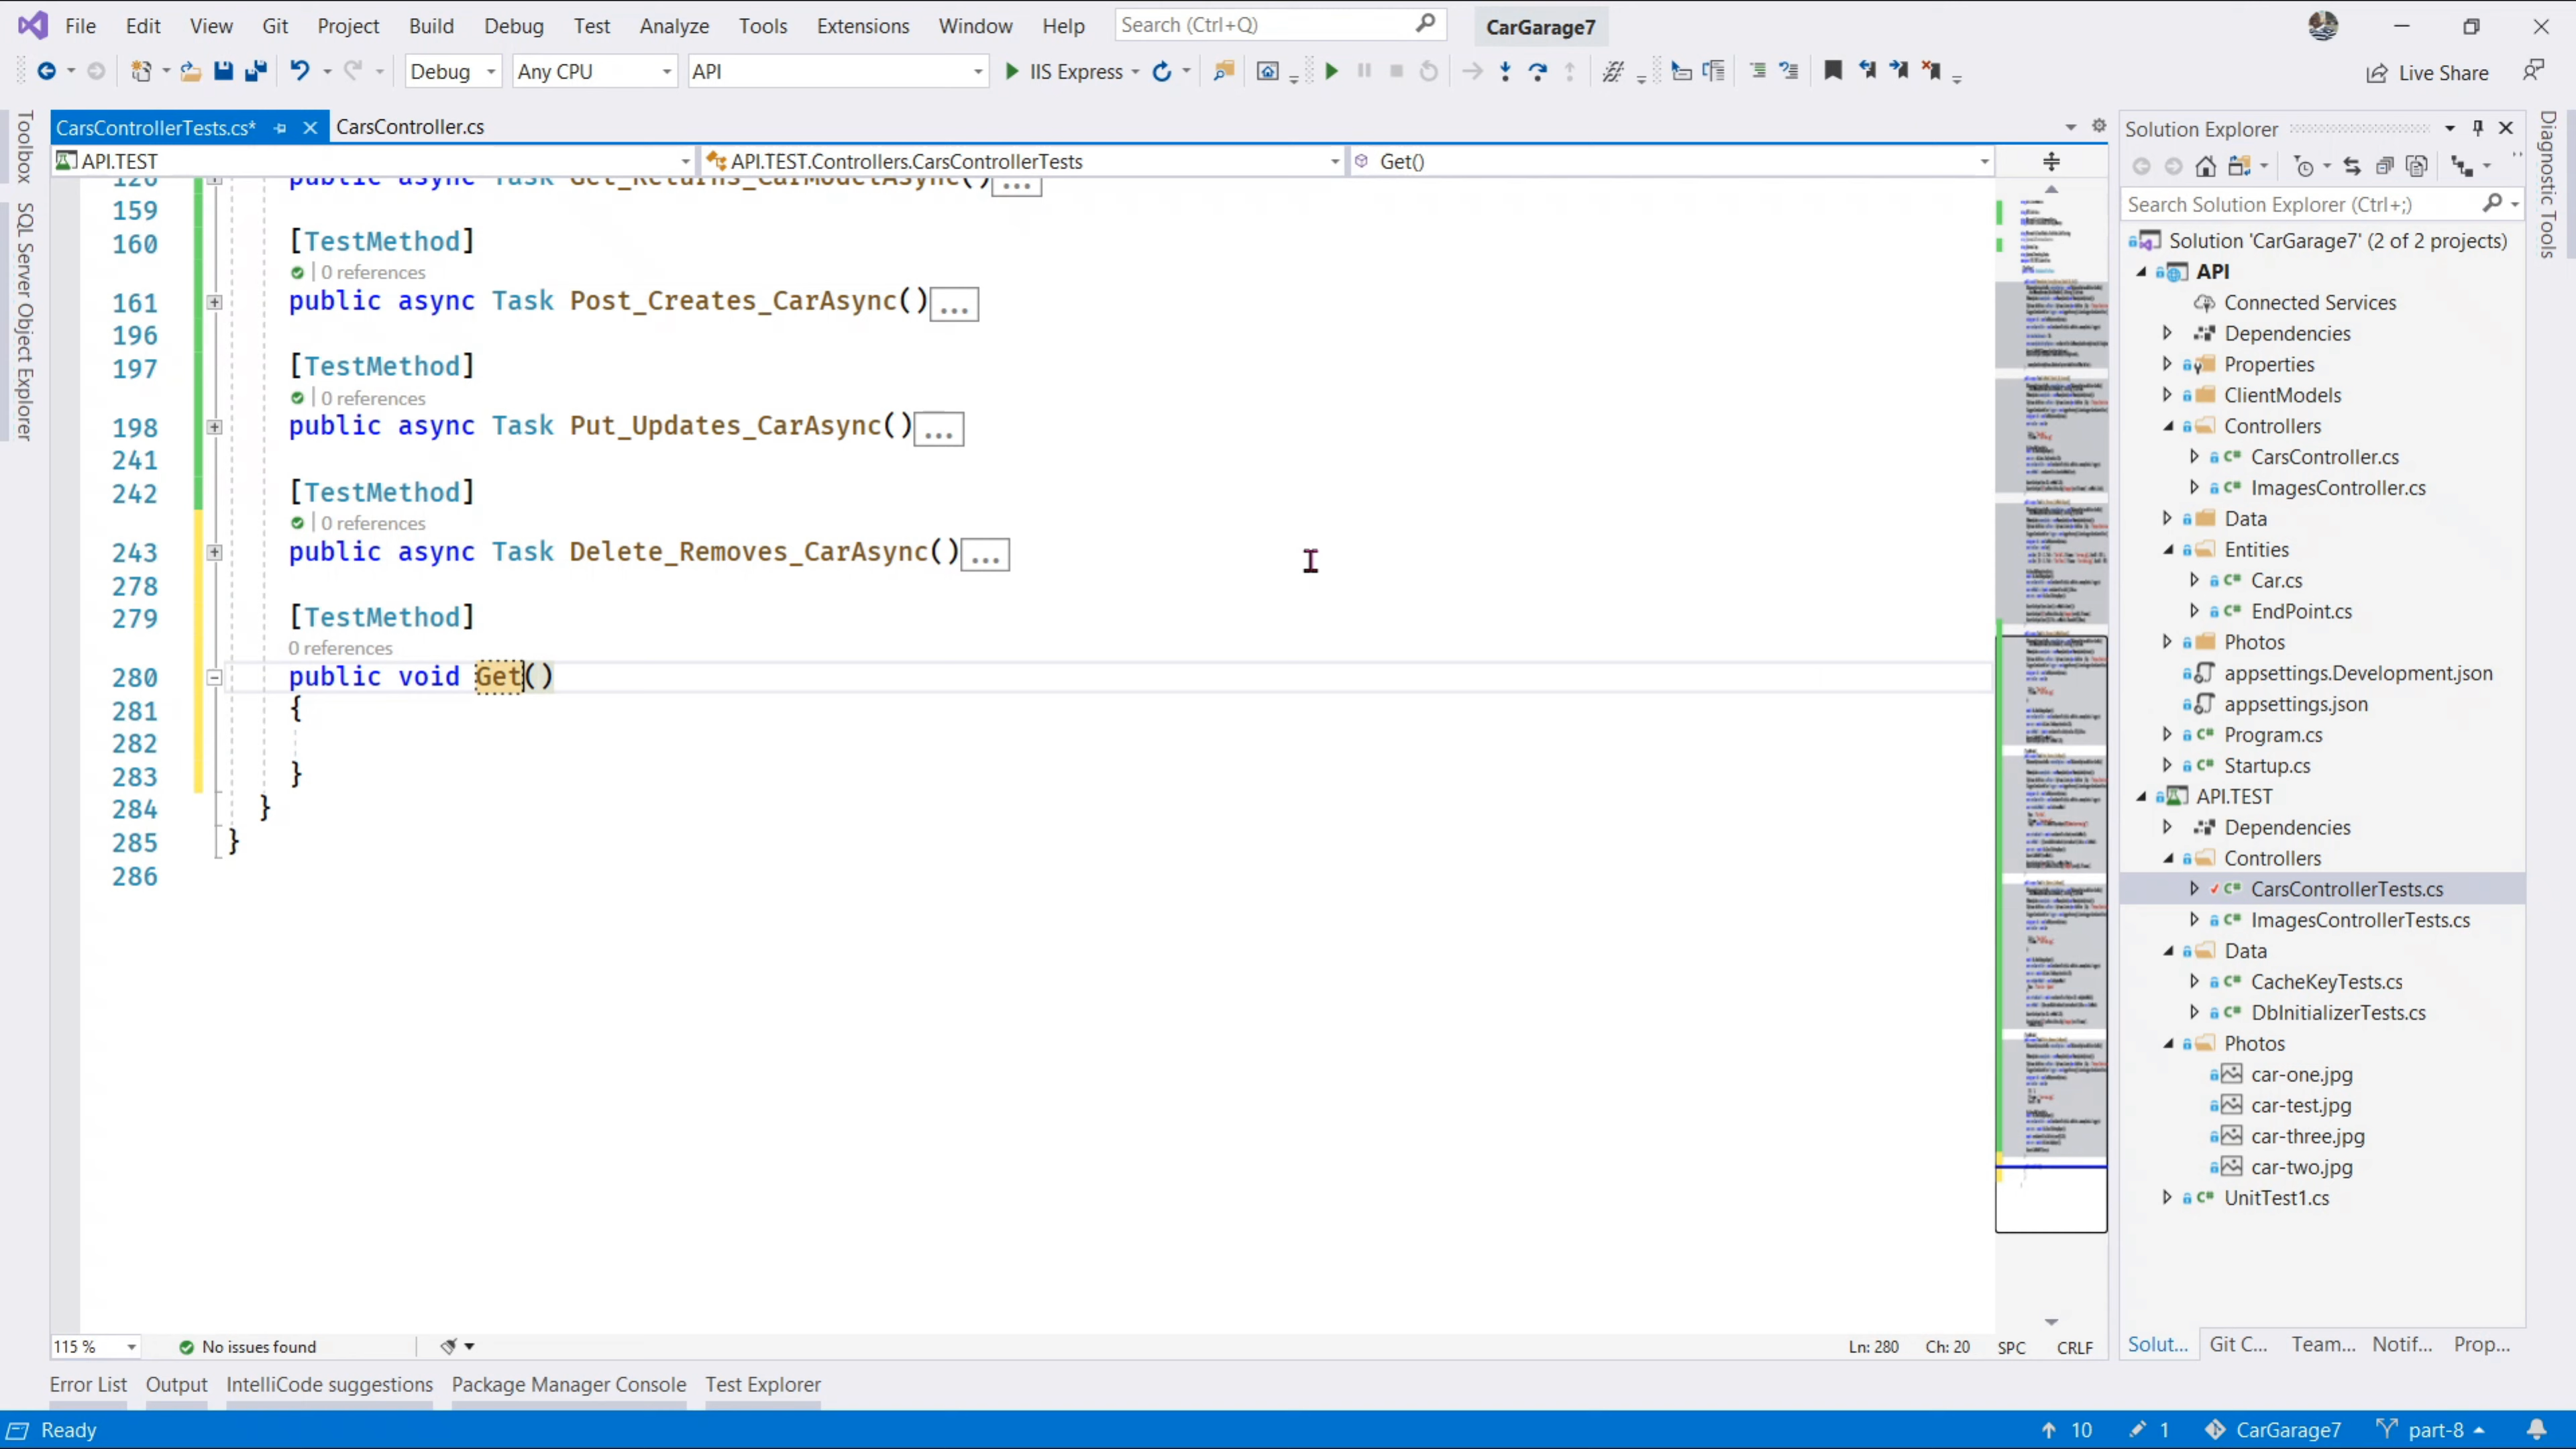 File Edit View Git Project Build Debug Test Analyze Tools Extensions Window Help Search (Ctrl+Q) CarGarage7
Debug Any CPU API IIS Express Live Share
CarsControllerTests.cs* CarsController.cs
API.TEST API.TEST.Controllers.CarsControllerTests Get()
126 public async Task Get_Returns_CarModelAsync()...
159
160 [TestMethod]
0 references
161 public async Task Post_Creates_CarAsync()...
196
197 [TestMethod]
0 references
198 public async Task Put_Updates_CarAsync()...
241
242 [TestMethod]
0 references
243 public async Task Delete_Removes_CarAsync()...
278
279 [TestMethod]
0 references
280 public void Get()
281 {
282
283 }
284 }
285 }
286
115 % No issues found Ln: 280 Ch: 20 SPC CRLF
Error List Output IntelliCode suggestions Package Manager Console Test Explorer
Ready 10 1 CarGarage7 part-8
Toolbox
SQL Server Object Explorer
Solution Explorer
Search Solution Explorer (Ctrl+;)
Solution 'CarGarage7' (2 of 2 projects)
API
Connected Services
Dependencies
Properties
ClientModels
Controllers
C# CarsController.cs
C# ImagesController.cs
Data
Entities
C# Car.cs
C# EndPoint.cs
Photos
appsettings.Development.json
appsettings.json
C# Program.cs
C# Startup.cs
API.TEST
Dependencies
Controllers
C# CarsControllerTests.cs
C# ImagesControllerTests.cs
Data
C# CacheKeyTests.cs
C# DbInitializerTests.cs
Photos
car-one.jpg
car-test.jpg
car-three.jpg
car-two.jpg
C# UnitTest1.cs
Solut... Git C... Team... Notif... Prop...
Diagnostic Tools